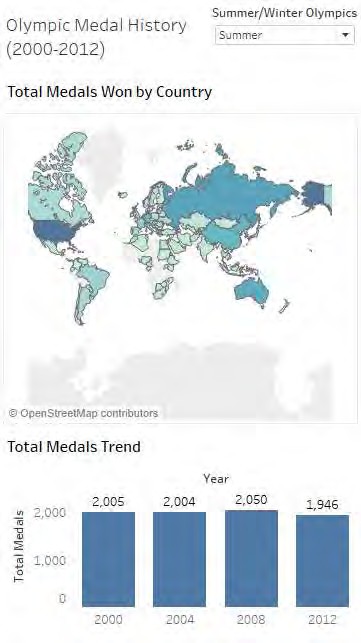 Olympic Medal History
(2000-2012)
Summer/Winter Olympics
Summer
Total Medals Won by Country
© OpenStreetMap contributors
Total Medals Trend
Year
2,005
2,004
2,050
1,946
Total Medals
2,000
1,000
0
2000
2004
2008
2012